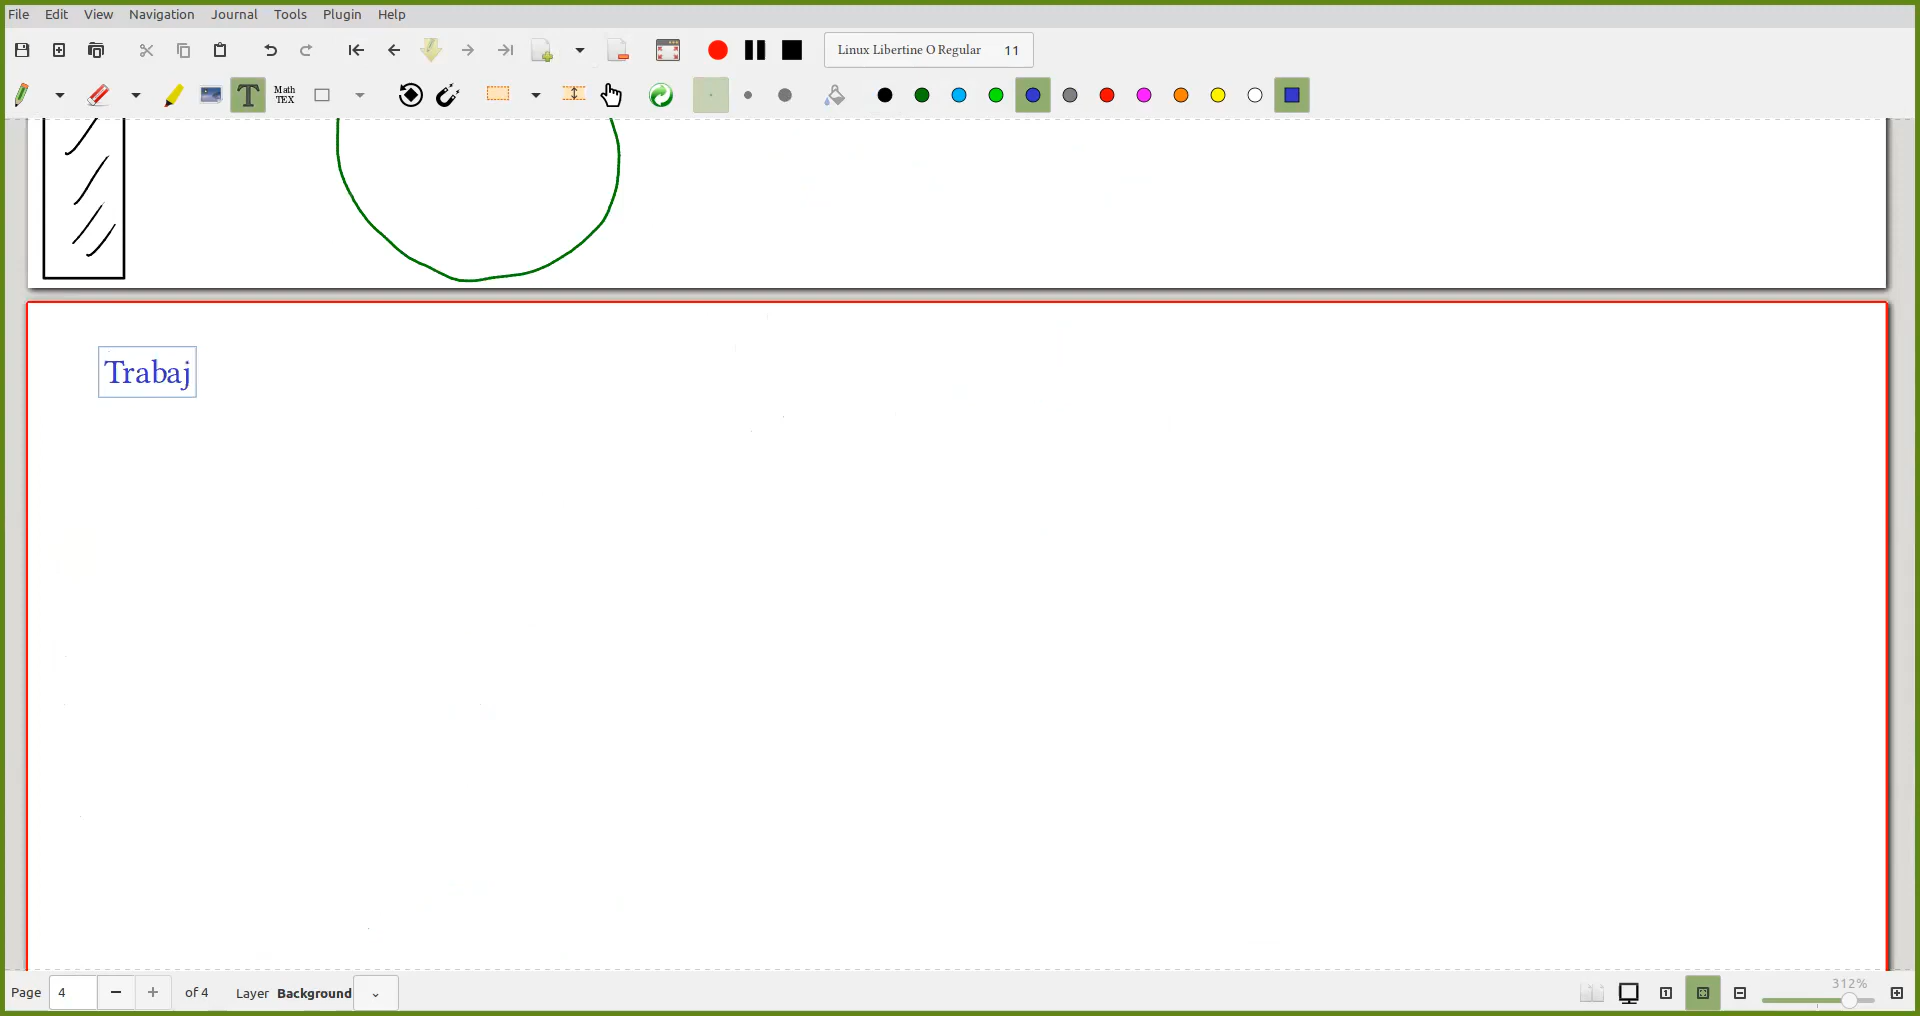 File Edit View Navigation Journal Tools Plugin Help
Linux Libertine O Regular 11
T Math TEX
Trabaj
Page 4 of 4 Layer Background 1 312%